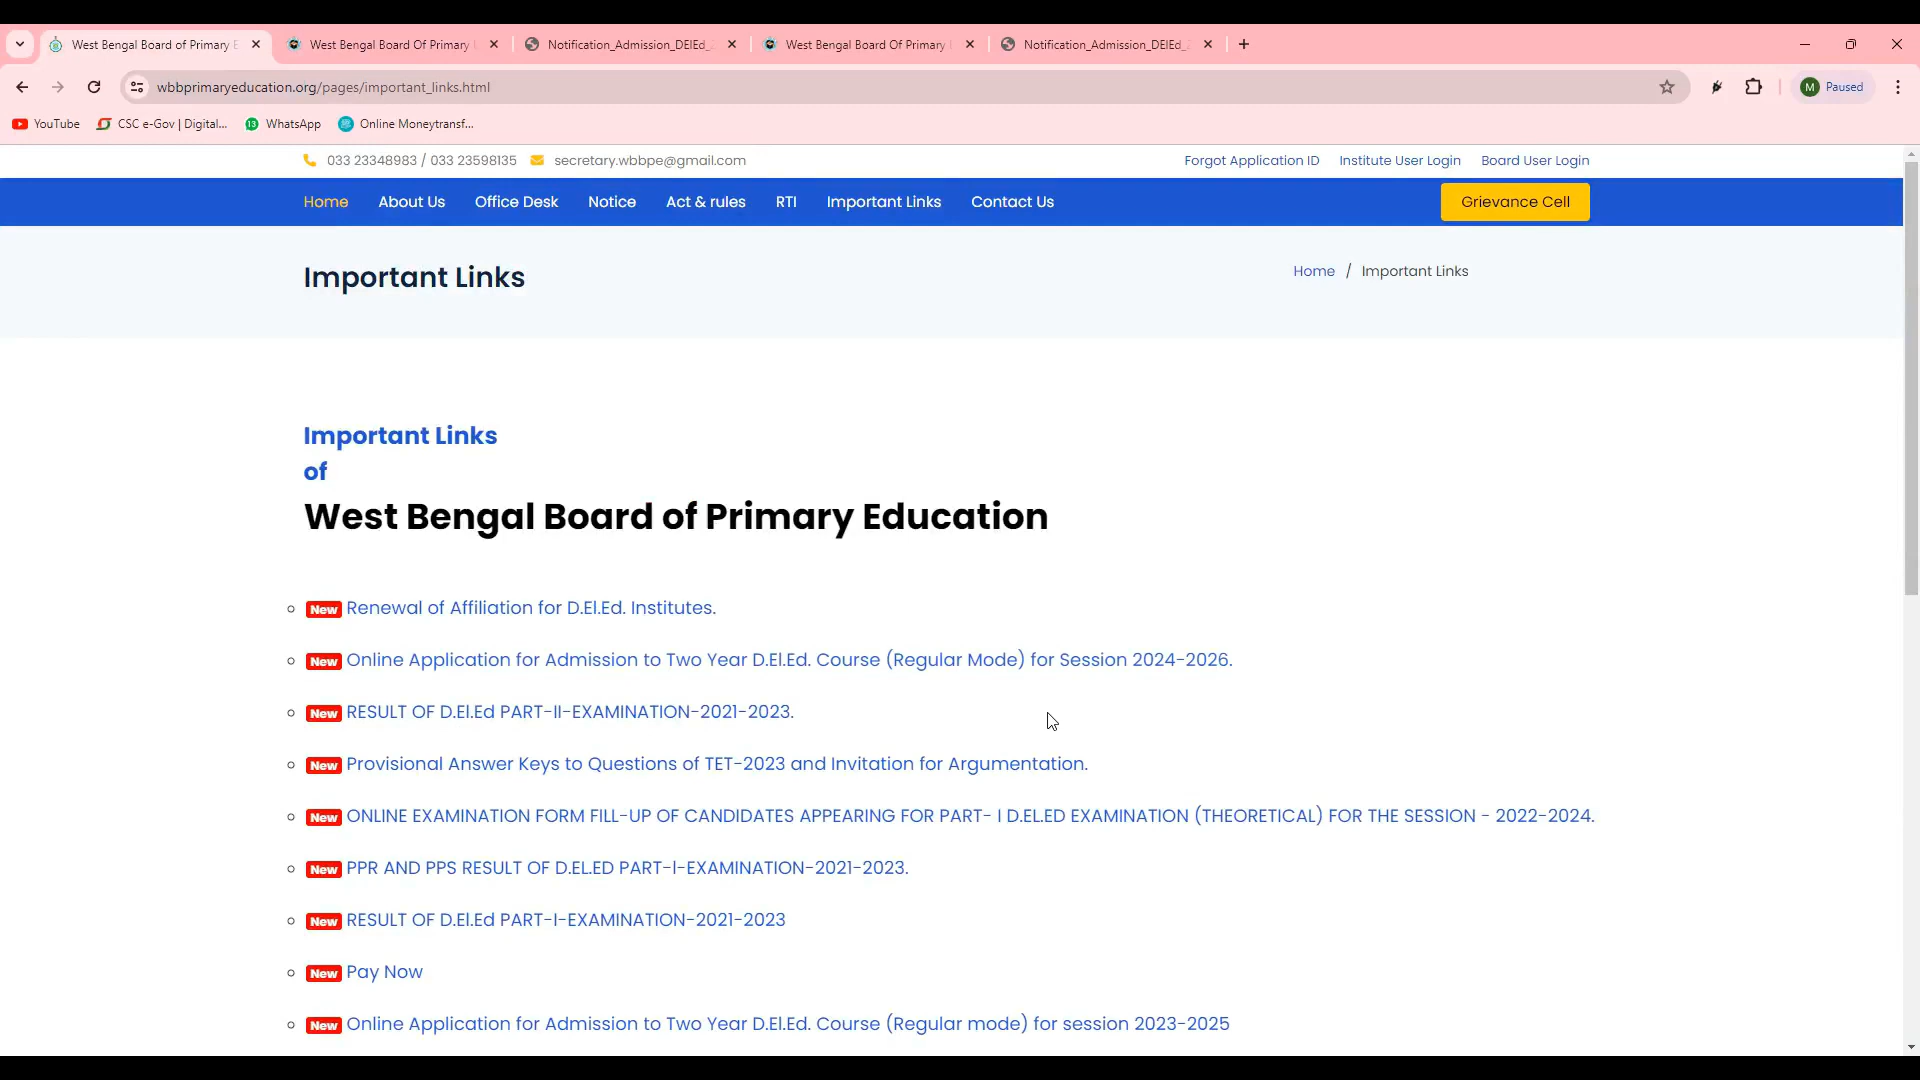 West Bengal Board of Primary E
West Bengal Board Of Primary
Notification_Admission_DElEd_
West Bengal Board Of Primary
Notification_Admission_DElEd_
wbbprimaryeducation.org/pages/important_links.html
M Paused
YouTube
CSC e-Gov | Digital...
13 WhatsApp
Online Moneytransf...
033 23348983 / 033 23598135 secretary.wbbpe@gmail.com
Forgot Application ID Institute User Login Board User Login
Home About Us Office Desk Notice Act & rules RTI Important Links Contact Us Grievance Cell
Important Links
Home / Important Links
Important Links
of
West Bengal Board of Primary Education
New Renewal of Affiliation for D.El.Ed. Institutes.
New Online Application for Admission to Two Year D.El.Ed. Course (Regular Mode) for Session 2024-2026.
New RESULT OF D.El.Ed PART-II-EXAMINATION-2021-2023.
New Provisional Answer Keys to Questions of TET-2023 and Invitation for Argumentation.
New ONLINE EXAMINATION FORM FILL-UP OF CANDIDATES APPEARING FOR PART- I D.EL.ED EXAMINATION (THEORETICAL) FOR THE SESSION - 2022-2024.
New PPR AND PPS RESULT OF D.EL.ED PART-I-EXAMINATION-2021-2023.
New RESULT OF D.El.Ed PART-I-EXAMINATION-2021-2023
New Pay Now
New Online Application for Admission to Two Year D.El.Ed. Course (Regular mode) for session 2023-2025